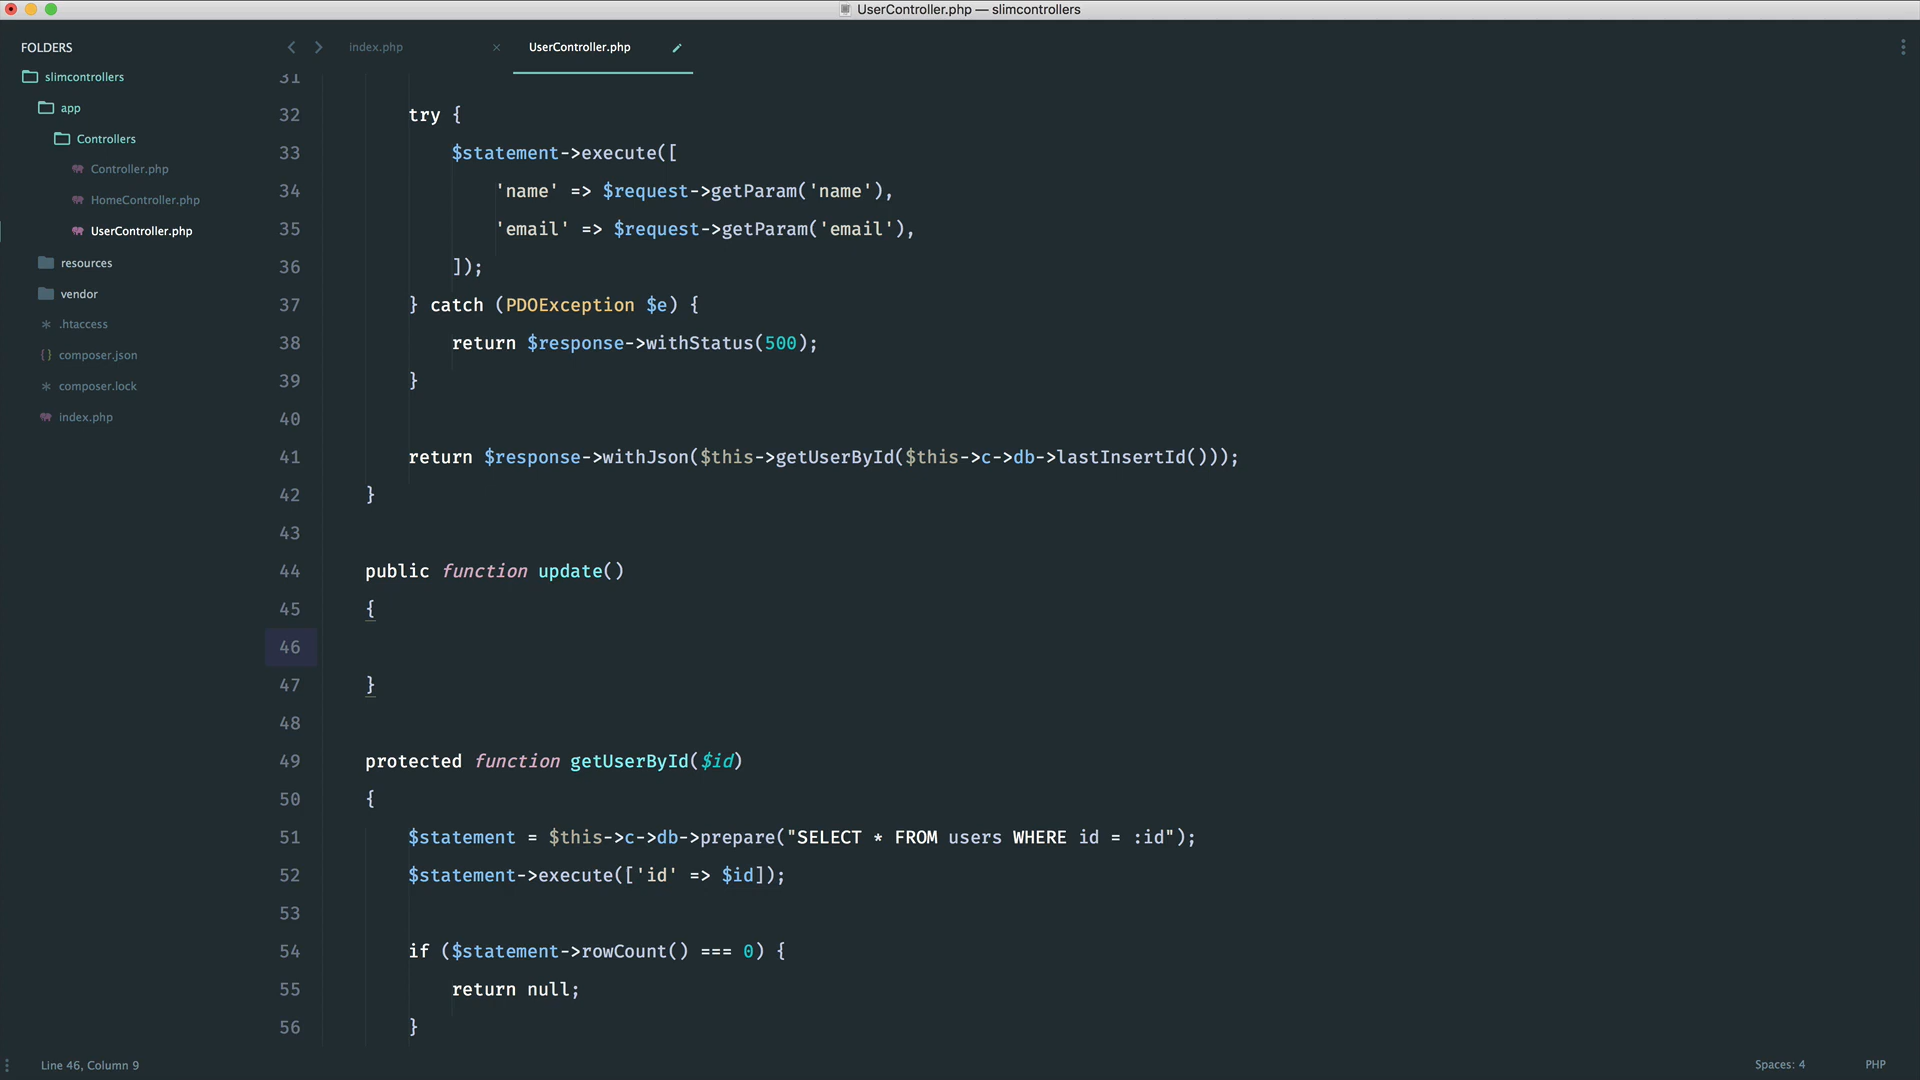 UserController.php — slimcontrollers
FOLDERS
slimcontrollers
app
Controllers
Controller.php
HomeController.php
UserController.php
resources
vendor
.htaccess
composer.json
composer.lock
index.php
index.php
UserController.php
31
32 try {
33 $statement->execute([
34 'name' => $request->getParam('name'),
35 'email' => $request->getParam('email'),
36 ]);
37 } catch (PDOException $e) {
38 return $response->withStatus(500);
39 }
40
41 return $response->withJson($this->getUserById($this->c->db->lastInsertId()));
42 }
43
44 public function update()
45 {
46
47 }
48
49 protected function getUserById($id)
50 {
51 $statement = $this->c->db->prepare("SELECT * FROM users WHERE id = :id");
52 $statement->execute(['id' => $id]);
53
54 if ($statement->rowCount() === 0) {
55 return null;
56 }
Line 46, Column 9
Spaces: 4
PHP